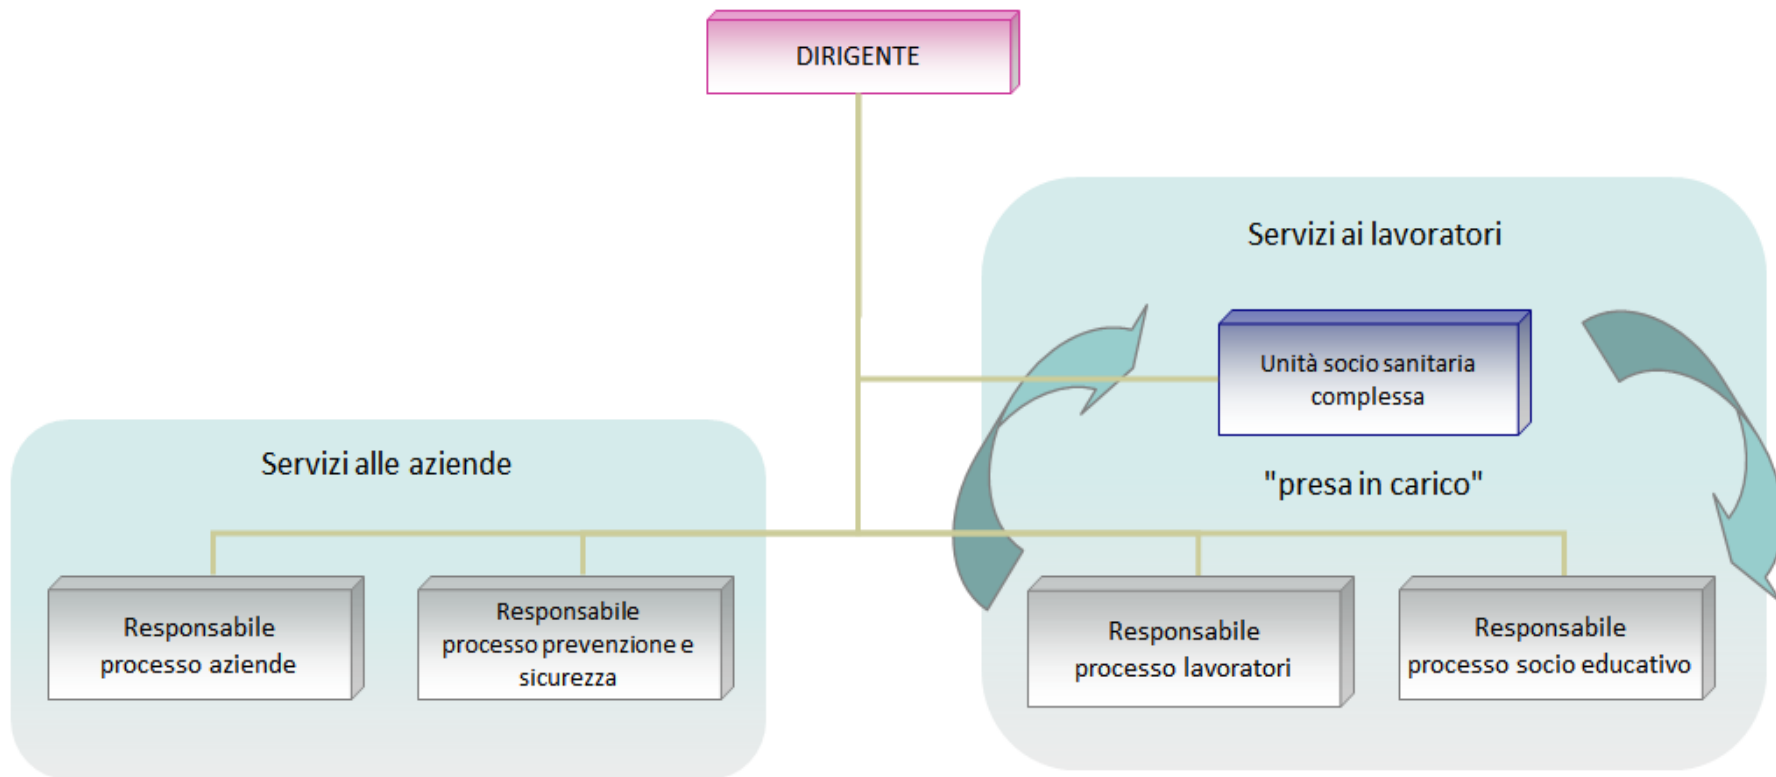 DIRIGENTE
Servizi ai lavoratori
Unità socio sanitaria
complessa
"presa in carico"
Servizi alle aziende
Responsabile
processo aziende
Responsabile
processo prevenzione e
sicurezza
Responsabile
processo lavoratori
Responsabile
processo socio educativo